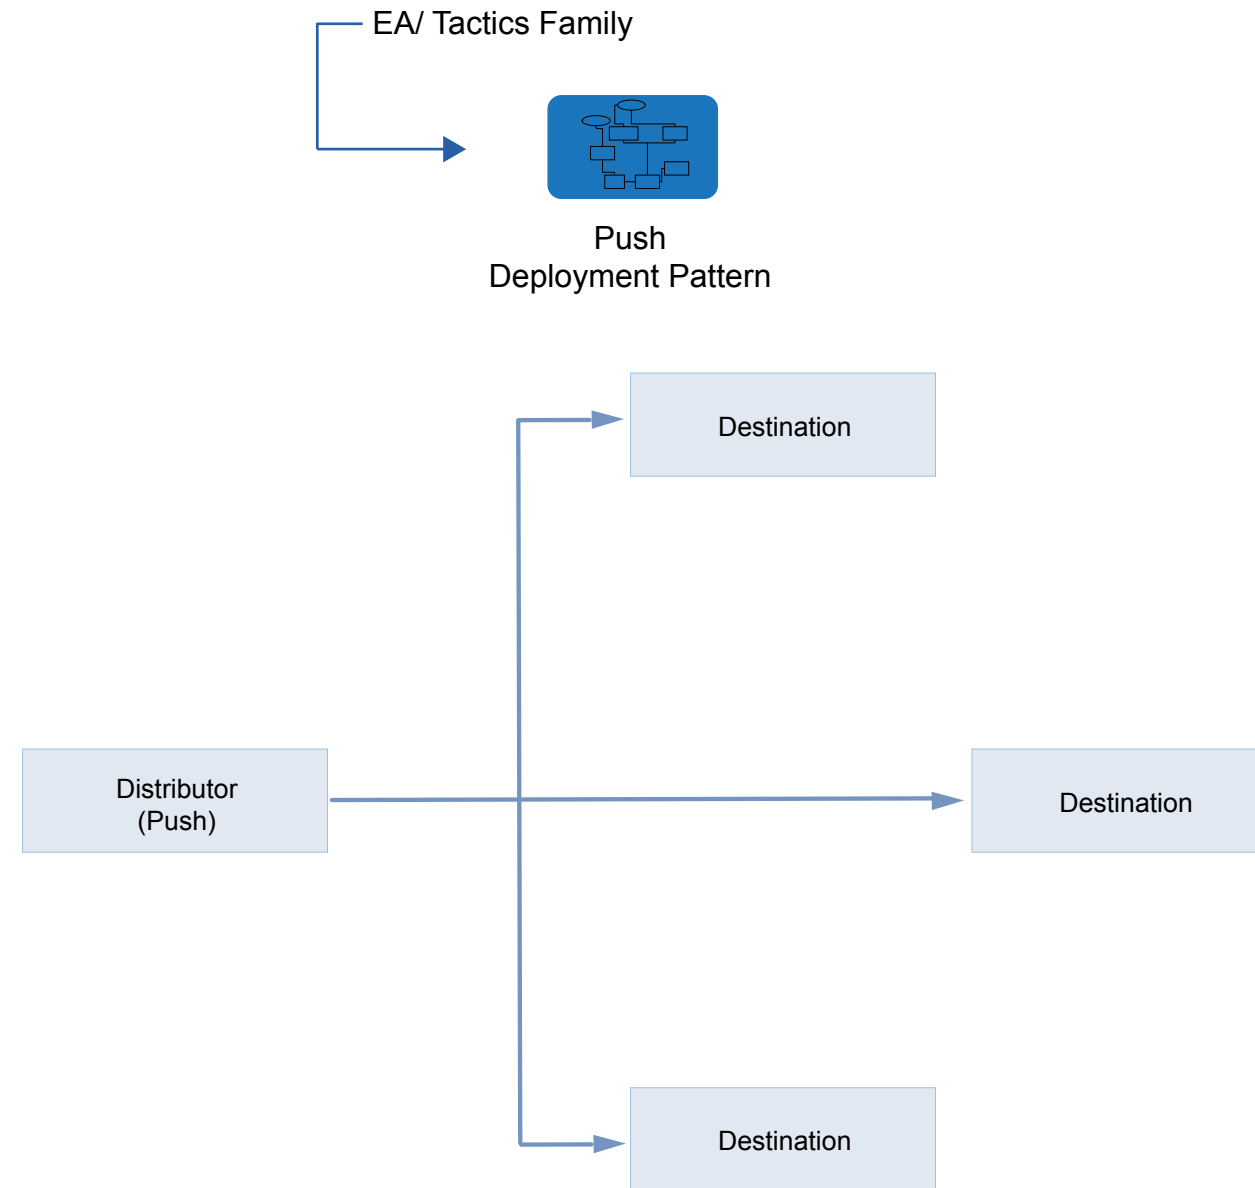 EA/ Tactics Family
Push
Deployment Pattern
Destination
Distributor
(Push)
Destination
Destination